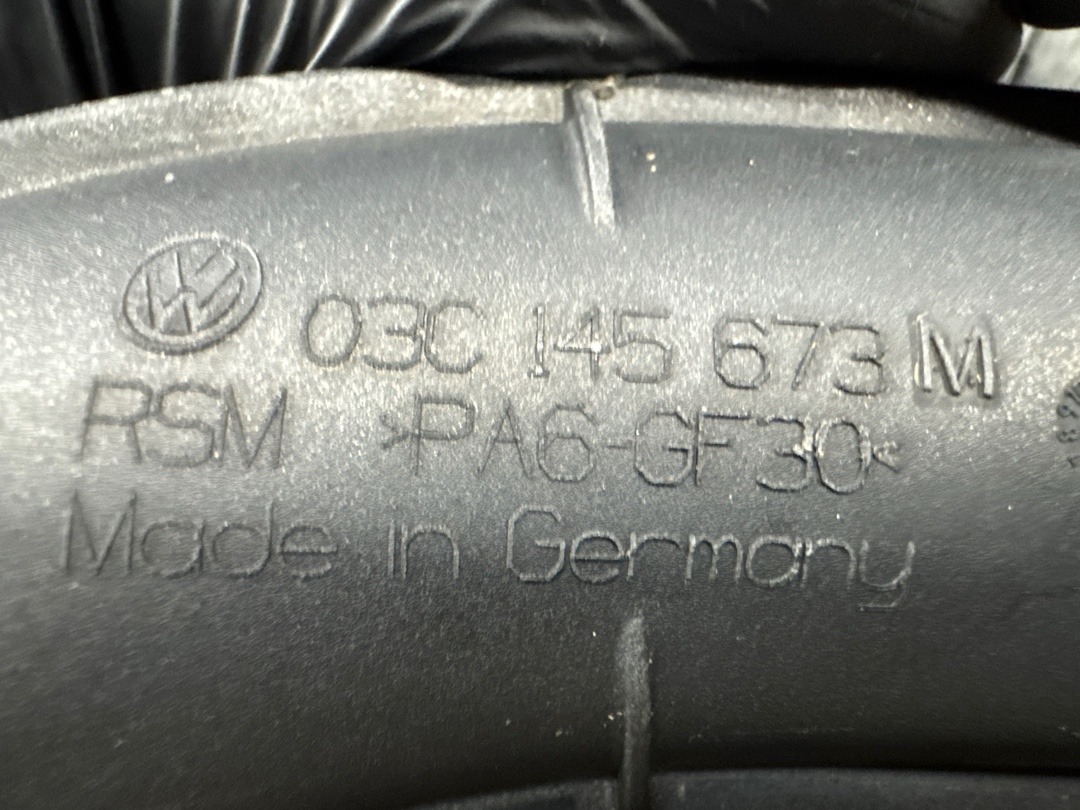 03C 145 673 M
RSM >PA6-GF30<
Made in Germany